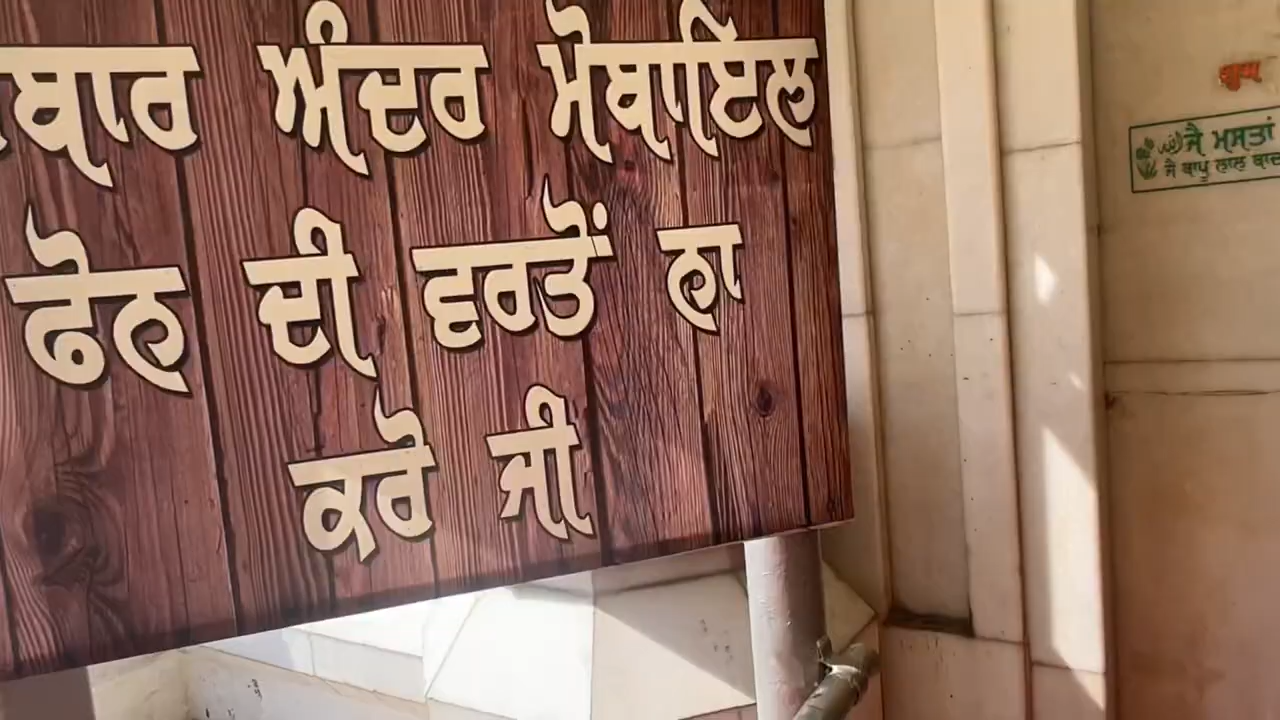 ਅੰਦਰ ਮੋਬਾਇਲ
ਫੋਨ ਦੀ ਵਰਤੋਂ ਨਾ
ਕਰੋ ਜੀ
ਜੈ ਮਸਤਾਂ
ਜੈ ਬਾਪੂ ਲਾਲ